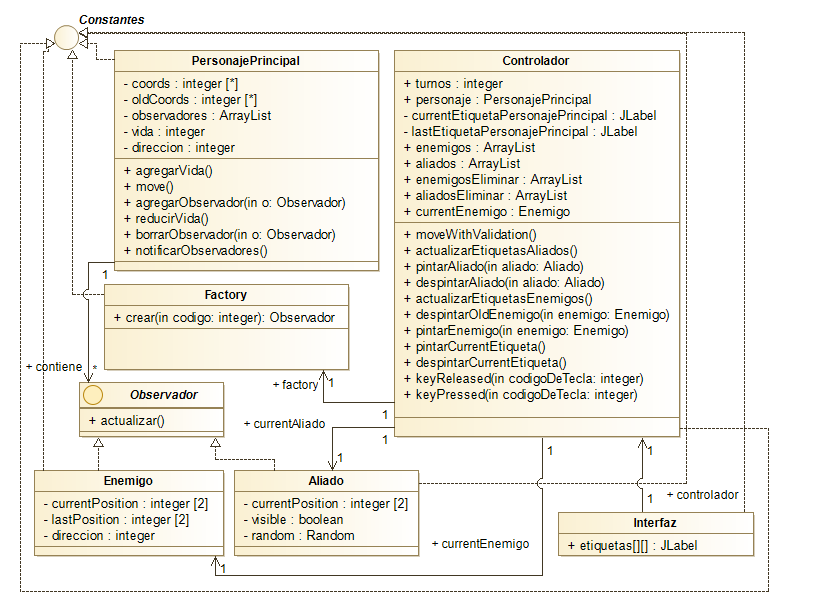 Constantes
PersonajePrincipal
- coords : integer [*]
- oldCoords : integer [*]
- observadores : ArrayList
- vida : integer
- direccion : integer
+ agregarVida()
+ move()
+ agregarObservador(in o: Observador)
+ reducirVida()
+ borrarObservador(in o: Observador)
+ notificarObservadores()
Controlador
+ turnos : integer
+ personaje : PersonajePrincipal
- currentEtiquetaPersonajePrincipal : JLabel
- lastEtiquetaPersonajePrincipal : JLabel
+ enemigos : ArrayList
+ aliados : ArrayList
+ enemigosEliminar : ArrayList
+ aliadosEliminar : ArrayList
+ currentEnemigo : Enemigo
+ moveWithValidation()
+ actualizarEtiquetasAliados()
+ pintarAliado(in aliado: Aliado)
+ despintarAliado(in aliado: Aliado)
+ actualizarEtiquetasEnemigos()
+ despintarOldEnemigo(in enemigo: Enemigo)
+ pintarEnemigo(in enemigo: Enemigo)
+ pintarCurrentEtiqueta()
+ despintarCurrentEtiqueta()
+ keyReleased(in codigoDeTecla: integer)
+ keyPressed(in codigoDeTecla: integer)
1
Factory
+ crear(in codigo: integer): Observador
+ contiene
*
+ factory
1
1
Observador
+ actualizar()
+ currentAliado
1
1
1
1
Enemigo
- currentPosition : integer [2]
- lastPosition : integer [2]
- direccion : integer
Aliado
- currentPosition : integer [2]
- visible : boolean
- random : Random
1
+ controlador
Interfaz
+ etiquetas[][] : JLabel
+ currentEnemigo
1